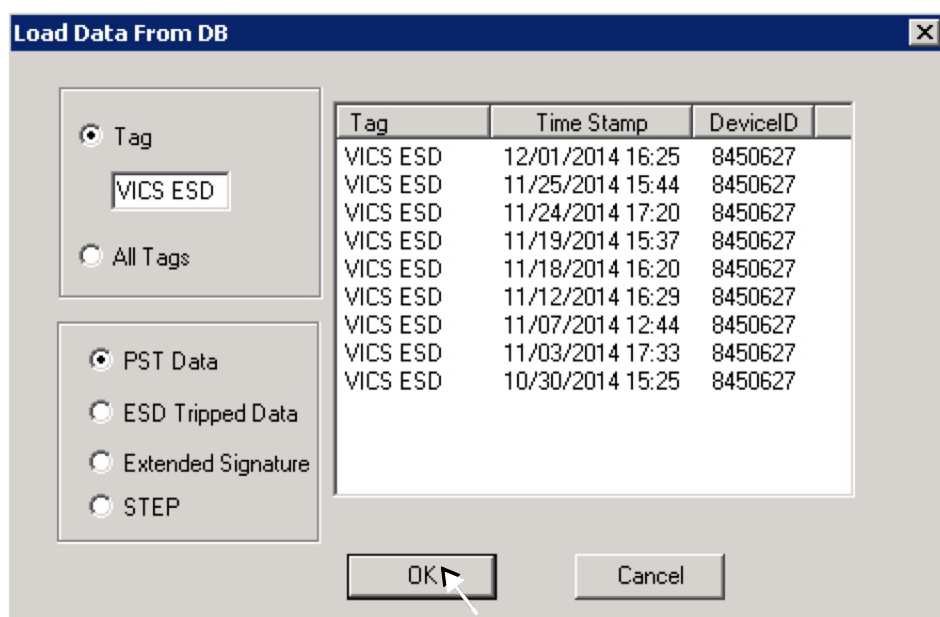 Load Data From DB
Tag
VICS ESD
All Tags
PST Data
ESD Tripped Data
Extended Signature
STEP
Tag Time Stamp DeviceID
VICS ESD 12/01/2014 16:25 8450627
VICS ESD 11/25/2014 15:44 8450627
VICS ESD 11/24/2014 17:20 8450627
VICS ESD 11/19/2014 15:37 8450627
VICS ESD 11/18/2014 16:20 8450627
VICS ESD 11/12/2014 16:29 8450627
VICS ESD 11/07/2014 12:44 8450627
VICS ESD 11/03/2014 17:33 8450627
VICS ESD 10/30/2014 15:25 8450627
OK Cancel